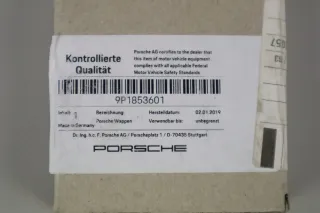 Kontrollierte
Qualität
Porsche AG certifies to the dealer that
this item of motor vehicle equipment
complies with all applicable Federal
Motor Vehicle Safety Standards
9P1853601
Inhalt: 1 Bezeichnung Herstelldatum 02.01.2019
Porsche Wappen Verwendbar bis: unbegrenzt
Made in Germany
Dr. Ing. h.c. F. Porsche AG / Porscheplatz 1 / D-70435 Stuttgart
PORSCHE